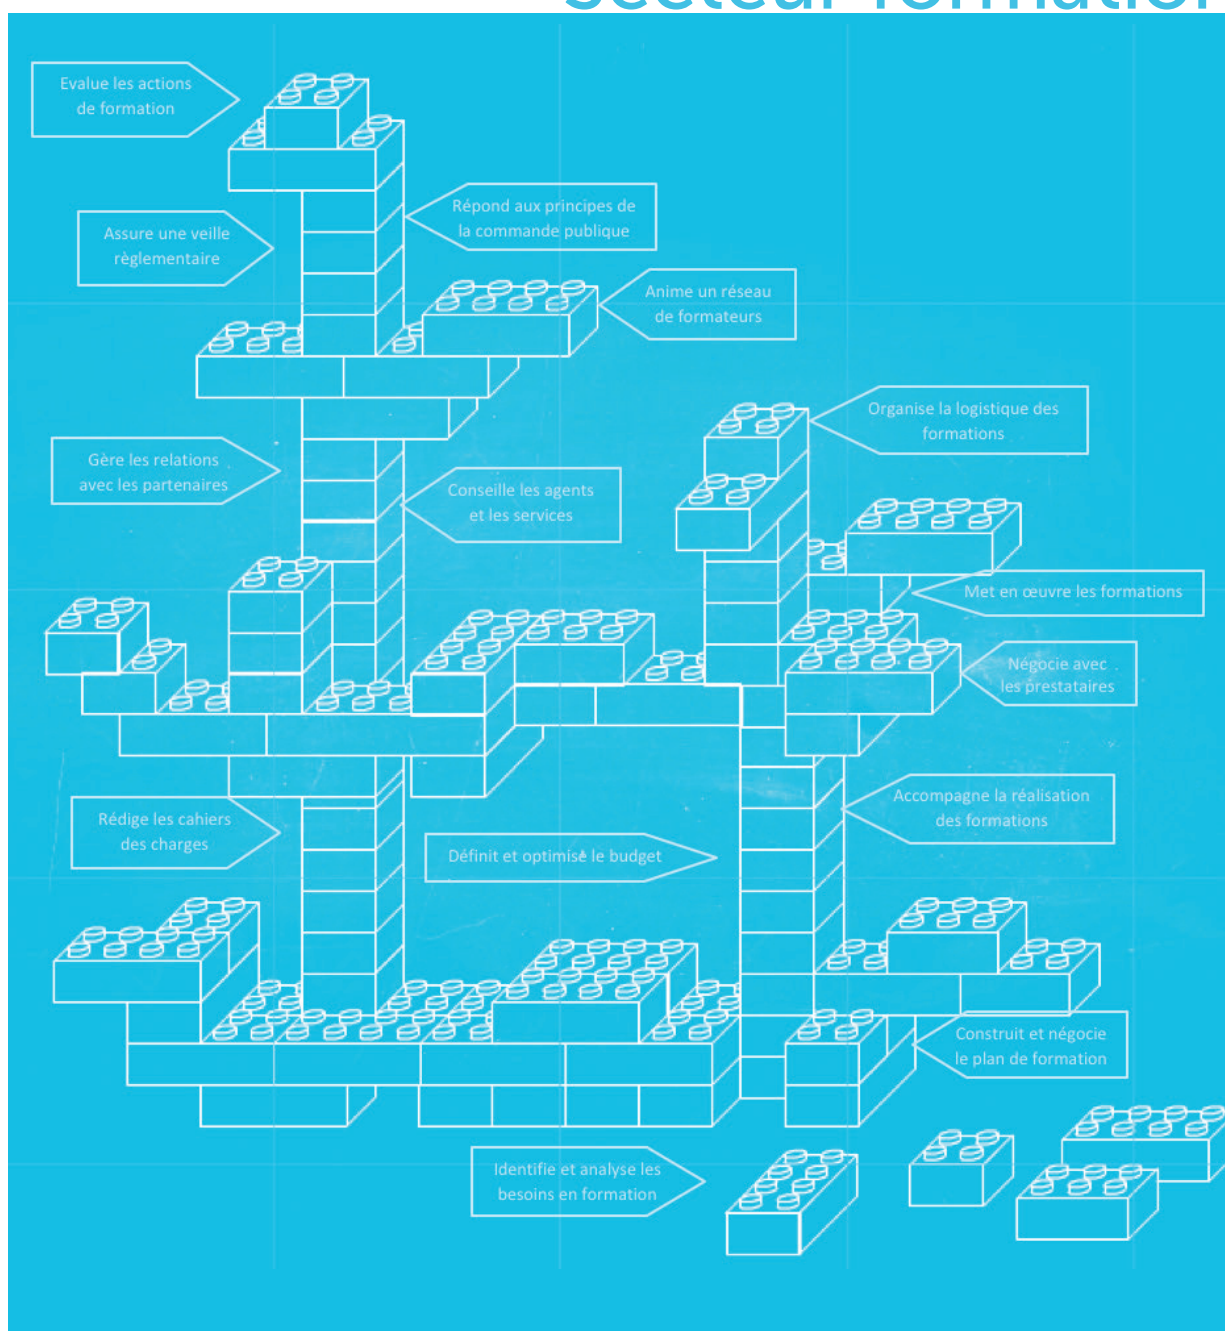 Secteur formation
Evalue les actions
de formation
Répond aux principes de
la commande publique
Assure une veille
règlementaire
Anime un réseau
de formateurs
Organise la logistique des
formations
Gère les relations
avec les partenaires
Conseille les agents
et les services
Met en œuvre les formations
Négocie avec
les prestataires
Accompagne la réalisation
des formations
Rédige les cahiers
des charges
Définit et optimise le budget
Construit et négocie
le plan de formation
Identifie et analyse les
besoins en formation